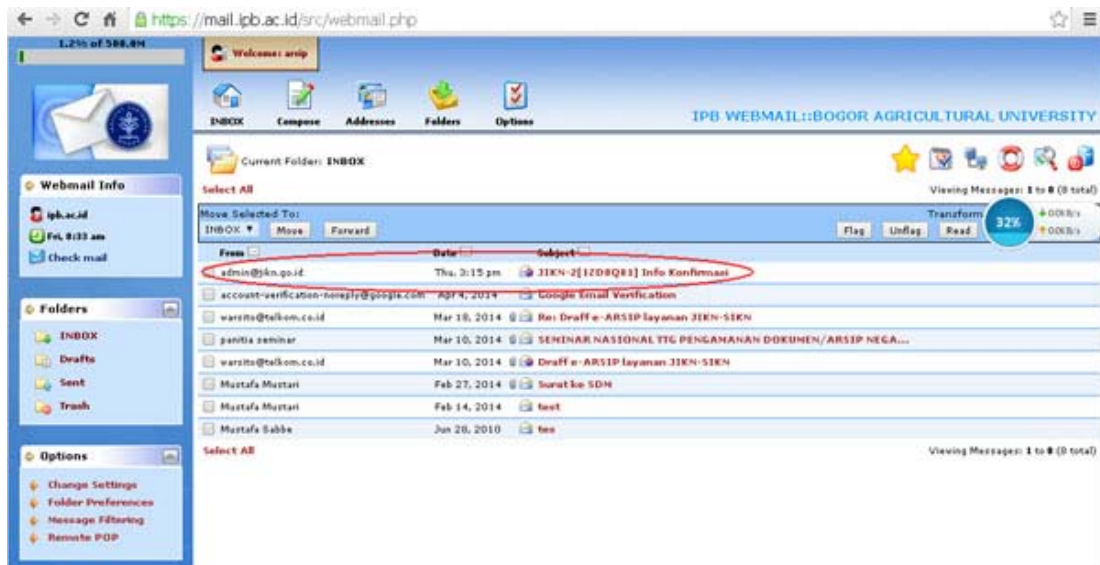 https://mail.ipb.ac.id/src/webmail.php
1.2% of 500.0M
Welcome: arsip
INBOX Compose Addresses Folders Options
IPB WEBMAIL::BOGOR AGRICULTURAL UNIVERSITY
Current Folder: INBOX
Webmail Info
ipb.ac.id
Fri, 8:33 am
Check mail
Folders
INBOX
Drafts
Sent
Trash
Options
Change Settings
Folder Preferences
Message Filtering
Remote POP
Select All
Viewing Messages: 1 to 8 (8 total)
Move Selected To:
Transform
INBOX Move Forward
Flag Unflag Read
32%
From Date Subject
admin@jikn.go.id Thu, 3:15 pm Info Konfirmasi
account-verification-noreply@google.com Apr 4, 2014 Google Email Verification
warsito@telkom.co.id Mar 18, 2014 Re: Draff e-ARSIP layanan JIKN-SIKN
panitia seminar Mar 10, 2014 SEMINAR NASIONAL TTG PENGAMANAN DOKUMEN/ARSIP NEGA...
warsito@telkom.co.id Mar 10, 2014 Draff e-ARSIP layanan JIKN-SIKN
Mustafa Mustari Feb 27, 2014 Surat ke SDM
Mustafa Mustari Feb 14, 2014 test
Mustafa Sabbe Jun 28, 2010 tes
Select All
Viewing Messages: 1 to 8 (8 total)